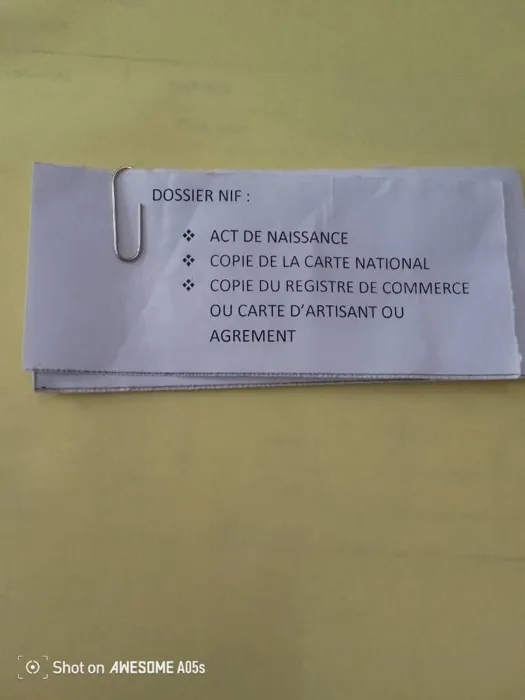 DOSSIER NIF :
❖ ACT DE NAISSANCE
❖ COPIE DE LA CARTE NATIONAL
❖ COPIE DU REGISTRE DE COMMERCE
OU CARTE D'ARTISANT OU
AGREMENT
Shot on AWESOME A05s